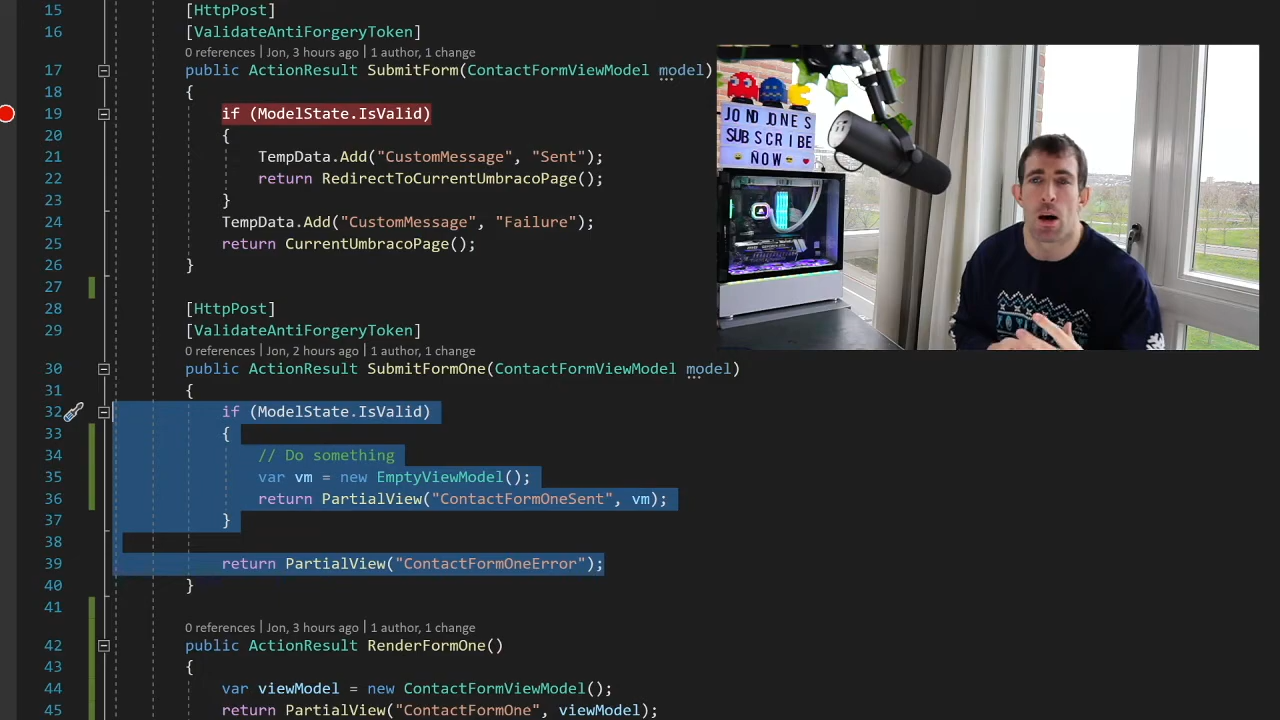 15 [HttpPost]
16 [ValidateAntiForgeryToken]
0 references | Jon, 3 hours ago | 1 author, 1 change
17 public ActionResult SubmitForm(ContactFormViewModel model)
18 {
19 if (ModelState.IsValid)
20 {
21 TempData.Add("CustomMessage", "Sent");
22 return RedirectToCurrentUmbracoPage();
23 }
24 TempData.Add("CustomMessage", "Failure");
25 return CurrentUmbracoPage();
26 }
27
28 [HttpPost]
29 [ValidateAntiForgeryToken]
0 references | Jon, 2 hours ago | 1 author, 1 change
30 public ActionResult SubmitFormOne(ContactFormViewModel model)
31 {
32 if (ModelState.IsValid)
33 {
34 // Do something
35 var vm = new EmptyViewModel();
36 return PartialView("ContactFormOneSent", vm);
37 }
38
39 return PartialView("ContactFormOneError");
40 }
41
0 references | Jon, 3 hours ago | 1 author, 1 change
42 public ActionResult RenderFormOne()
43 {
44 var viewModel = new ContactFormViewModel();
45 return PartialView("ContactFormOne", viewModel);
JON D JONES
SUBSCRIBE
NOW